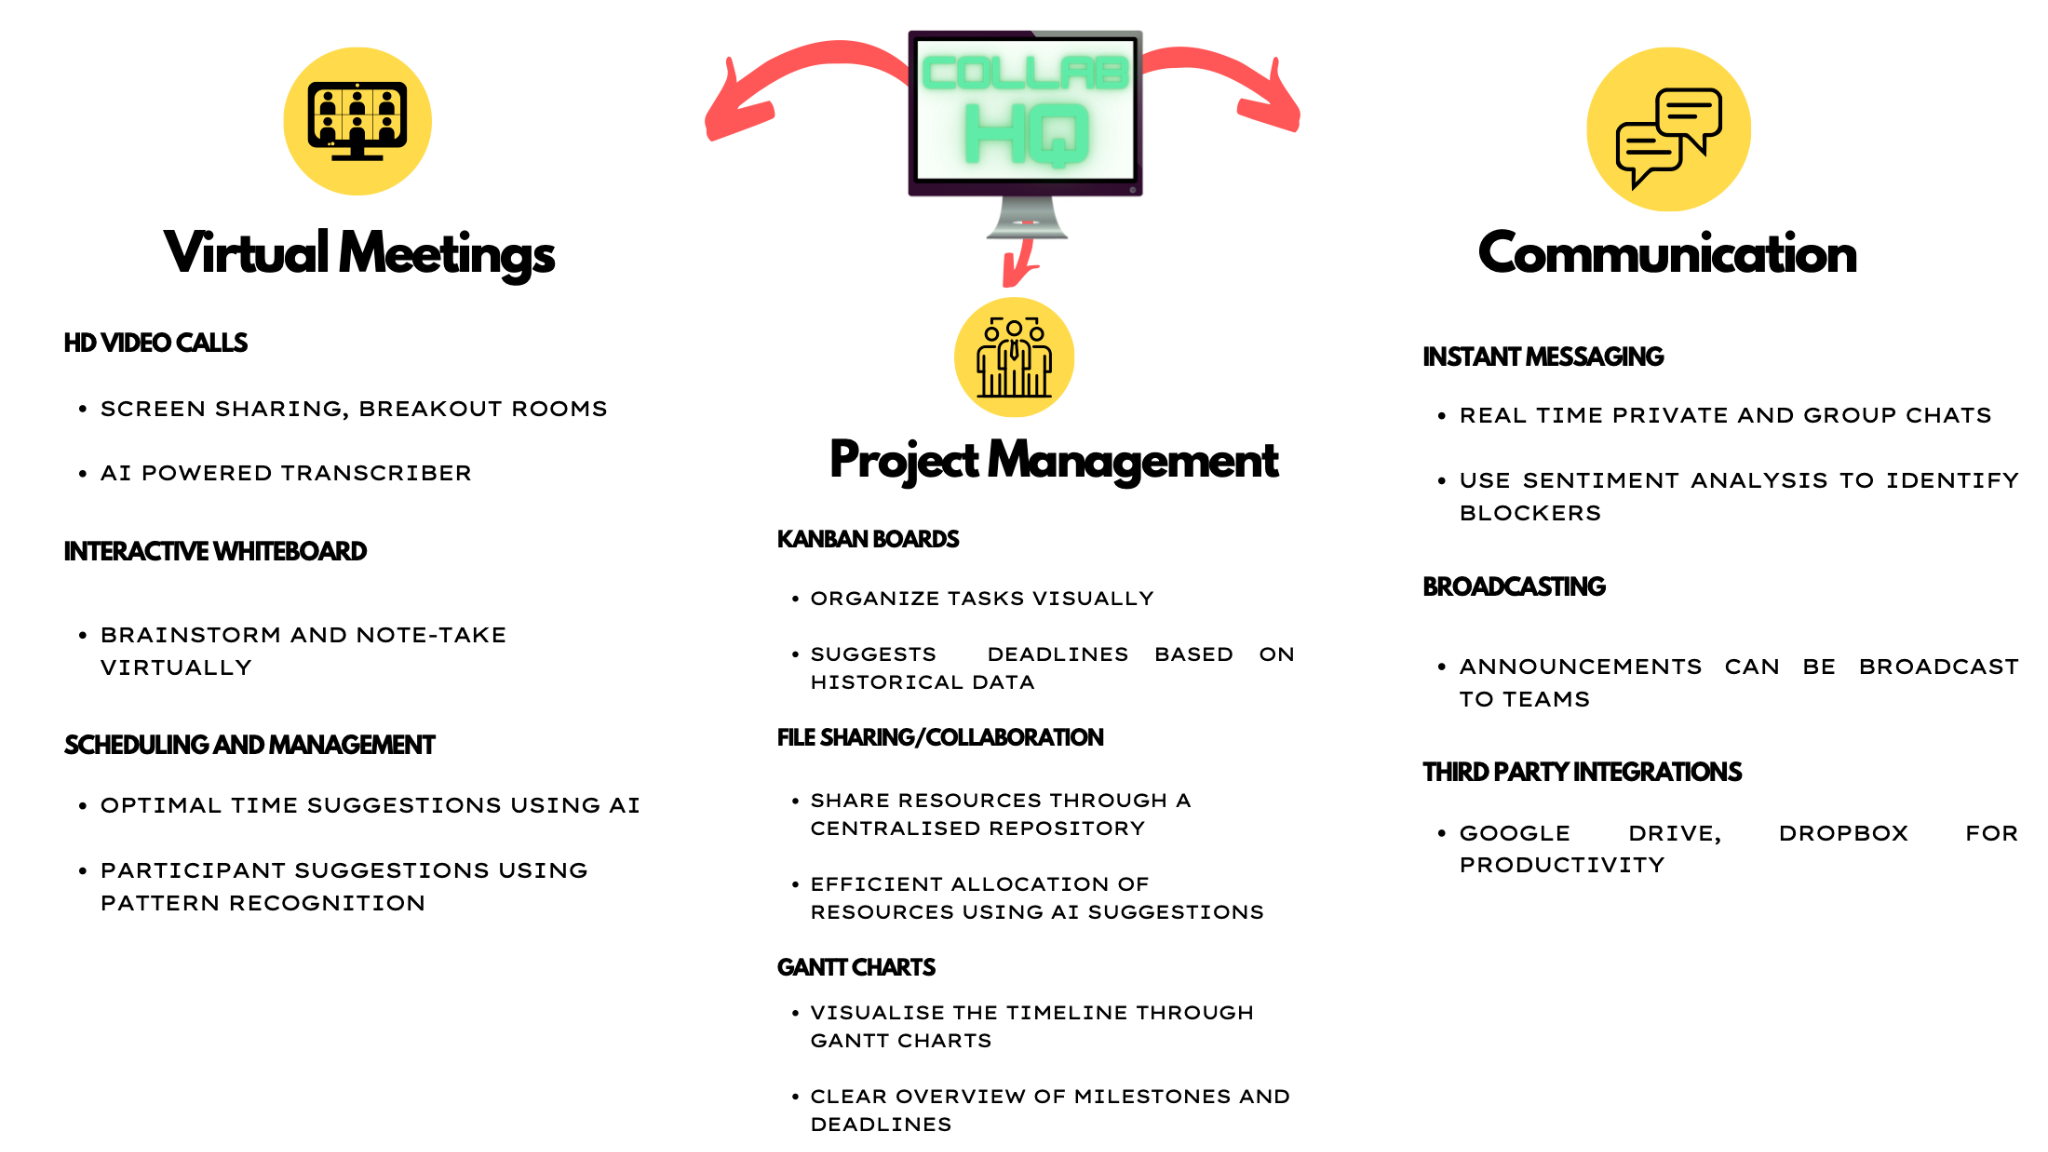 COLLAB
HQ
Virtual Meetings
HD VIDEO CALLS
• SCREEN SHARING, BREAKOUT ROOMS
• AI POWERED TRANSCRIBER
INTERACTIVE WHITEBOARD
• BRAINSTORM AND NOTE-TAKE
VIRTUALLY
SCHEDULING AND MANAGEMENT
• OPTIMAL TIME SUGGESTIONS USING AI
• PARTICIPANT SUGGESTIONS USING
PATTERN RECOGNITION
Project Management
KANBAN BOARDS
• ORGANIZE TASKS VISUALLY
• SUGGESTS DEADLINES BASED ON
HISTORICAL DATA
FILE SHARING/COLLABORATION
• SHARE RESOURCES THROUGH A
CENTRALISED REPOSITORY
• EFFICIENT ALLOCATION OF
RESOURCES USING AI SUGGESTIONS
GANTT CHARTS
• VISUALISE THE TIMELINE THROUGH
GANTT CHARTS
• CLEAR OVERVIEW OF MILESTONES AND
DEADLINES
Communication
INSTANT MESSAGING
• REAL TIME PRIVATE AND GROUP CHATS
• USE SENTIMENT ANALYSIS TO IDENTIFY
BLOCKERS
BROADCASTING
• ANNOUNCEMENTS CAN BE BROADCAST
TO TEAMS
THIRD PARTY INTEGRATIONS
• GOOGLE DRIVE, DROPBOX FOR
PRODUCTIVITY